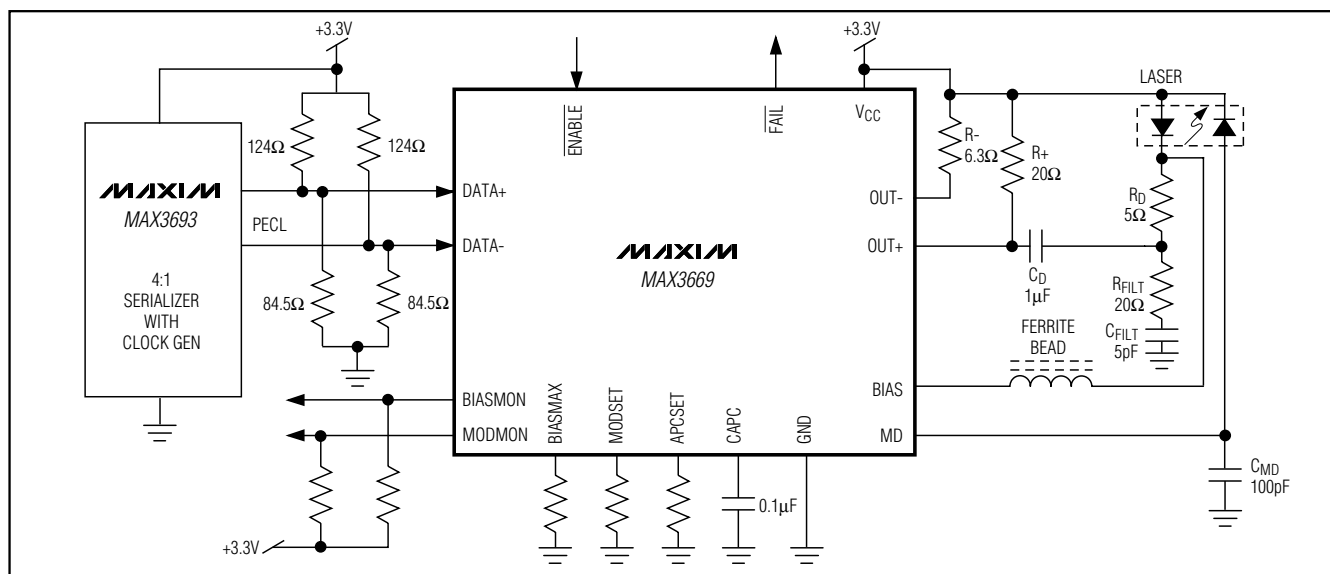 +3.3V
+3.3V
LASER
ENABLE
FAIL
VCC
124Ω
124Ω
R-
6.3Ω
R+
20Ω
MAXIM
MAX3693
PECL
4:1
SERIALIZER
WITH
CLOCK GEN
DATA+
DATA-
84.5Ω
84.5Ω
MAXIM
MAX3669
OUT-
OUT+
RD
5Ω
CD
1μF
RFILT
20Ω
CFILT
5pF
FERRITE
BEAD
BIASMON
MODMON
BIASMAX
MODSET
APCSET
CAPC
GND
BIAS
MD
0.1μF
CMD
100pF
+3.3V